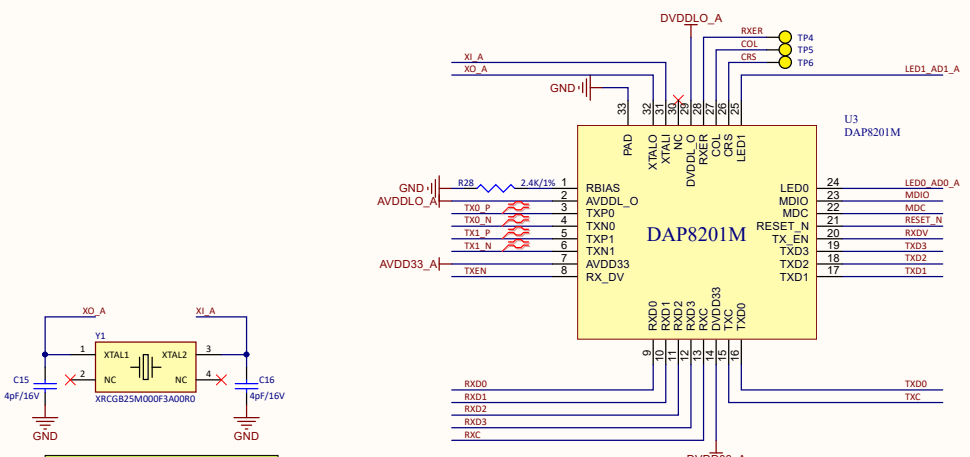 DVDDLO_A
RXER
TP4
COL
TP5
CRS
TP6
XI_A
XO_A
LED1_AD1_A
GND
33
32
31
30
29
28
27
26
25
U3
DAP8201M
PAD
XTALO
XTALI
NC
DVDDL_O
RXER
COL
CRS
LED1
GND
R28
2.4K/1%
1
RBIAS
LED0
24
LED0_AD0_A
AVDDLO_A
2
AVDDL_O
MDIO
23
MDIO
TX0_P
3
TXP0
MDC
22
MDC
TX0_N
4
TXN0
RESET_N
21
RESET_N
TX1_P
5
TXP1
TX_EN
20
RXDV
TX1_N
6
TXN1
TXD3
19
TXD3
AVDD33_A
7
AVDD33
TXD2
18
TXD2
TXEN
8
RX_DV
TXD1
17
TXD1
DAP8201M
RXD0
RXD1
RXD2
RXD3
RXC
DVDD33
TXC
TXD0
9
10
11
12
13
14
15
16
RXD0
RXD1
RXD2
RXD3
RXC
TXD0
TXC
XO_A
XI_A
Y1
1
XTAL1
XTAL2
3
2
NC
NC
4
C15
4pF/16V
C16
4pF/16V
XRCGB25M000F3A00R0
GND
GND